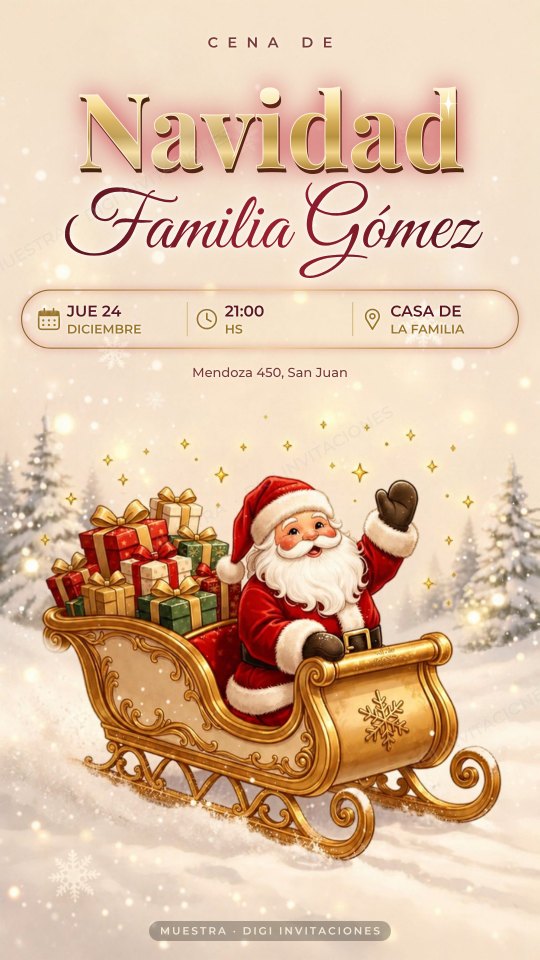 CENA DE
Navidad
Familia Gómez
JUE 24
DICIEMBRE
21:00
HS
CASA DE
LA FAMILIA
Mendoza 450, San Juan
INVITACIONES
MUESTRA · DIGI INVITACIONES